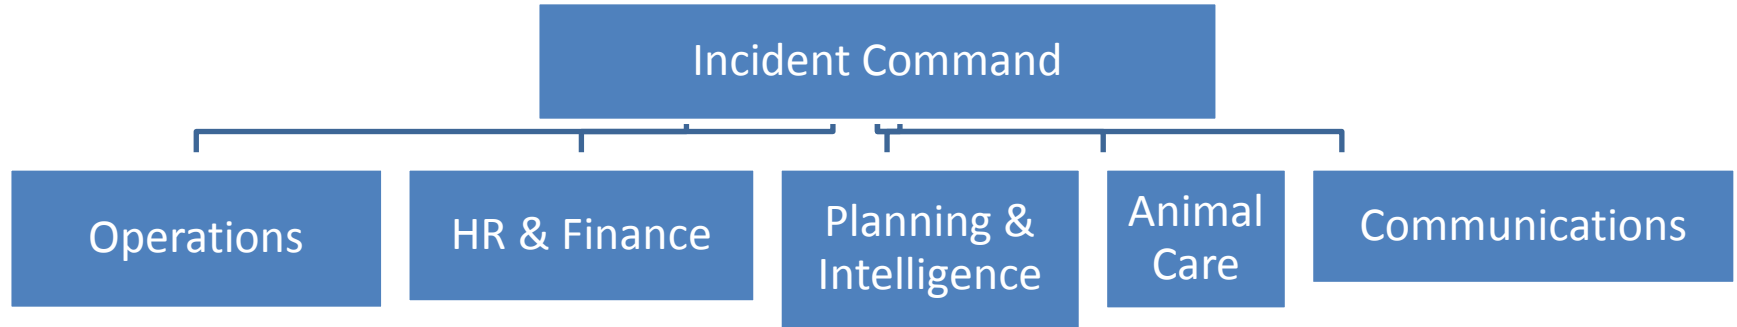 Incident Command
Operations
HR & Finance
Planning &
Intelligence
Animal
Care
Communications